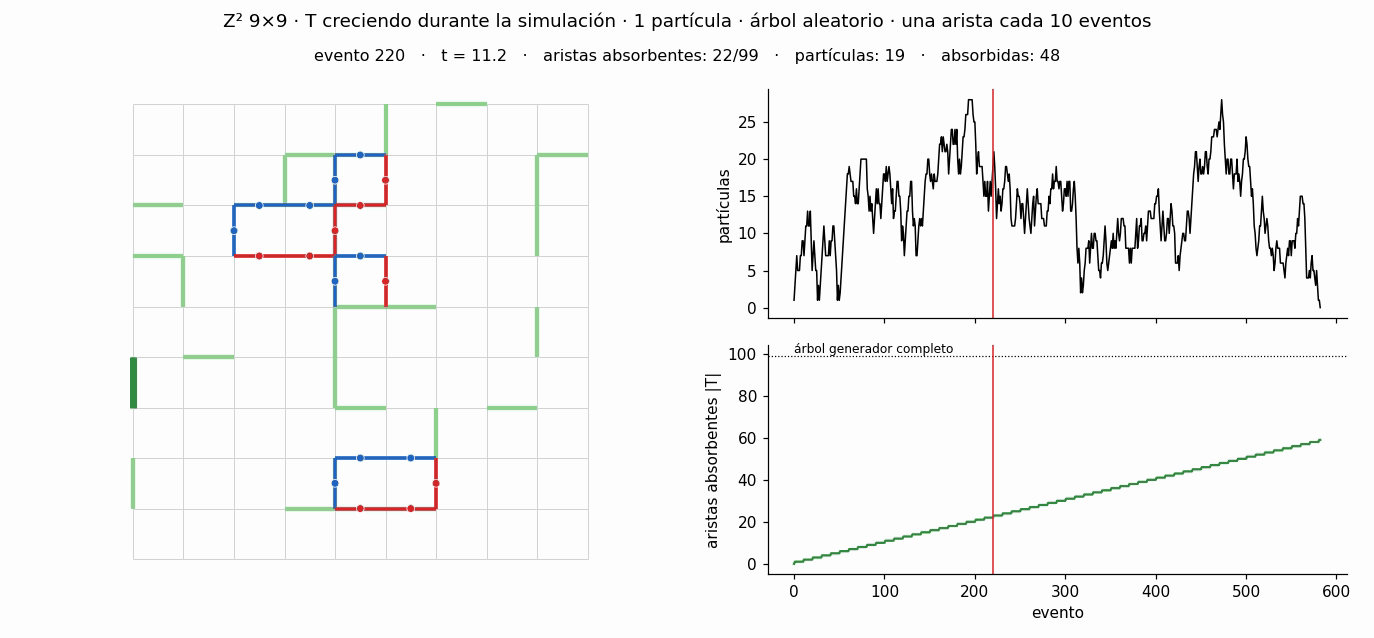 Z² 9×9 · T creciendo durante la simulación · 1 partícula · árbol aleatorio · una arista cada 10 eventos
evento 220 · t = 11.2 · aristas absorbentes: 22/99 · partículas: 19 · absorbidas: 48
partículas
25
20
15
10
5
0
aristas absorbentes |T|
árbol generador completo
100
80
60
40
20
0
0 100 200 300 400 500 600
evento